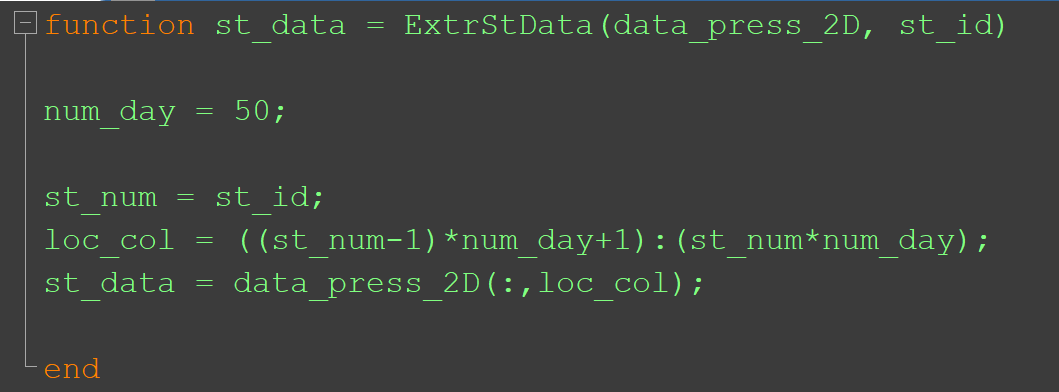 function st_data = ExtrStData(data_press_2D, st_id)
num_day = 50;
st_num = st_id;
loc_col = ((st_num-1)*num_day+1):(st_num*num_day);
st_data = data_press_2D(:,loc_col);
end